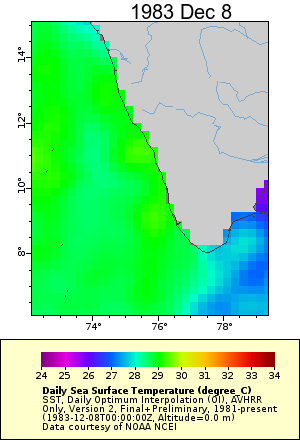 1983 Dec 8
14°
12°
10°
8°
74°
76°
78°
24 25 26 27 28 29 30 31 32 33 34
Daily Sea Surface Temperature (degree_C)
SST, Daily Optimum Interpolation (OI), AVHRR
Only, Version 2, Final+Preliminary, 1981-present
(1983-12-08T00:00:00Z, Altitude=0.0 m)
Data courtesy of NOAA NCEI